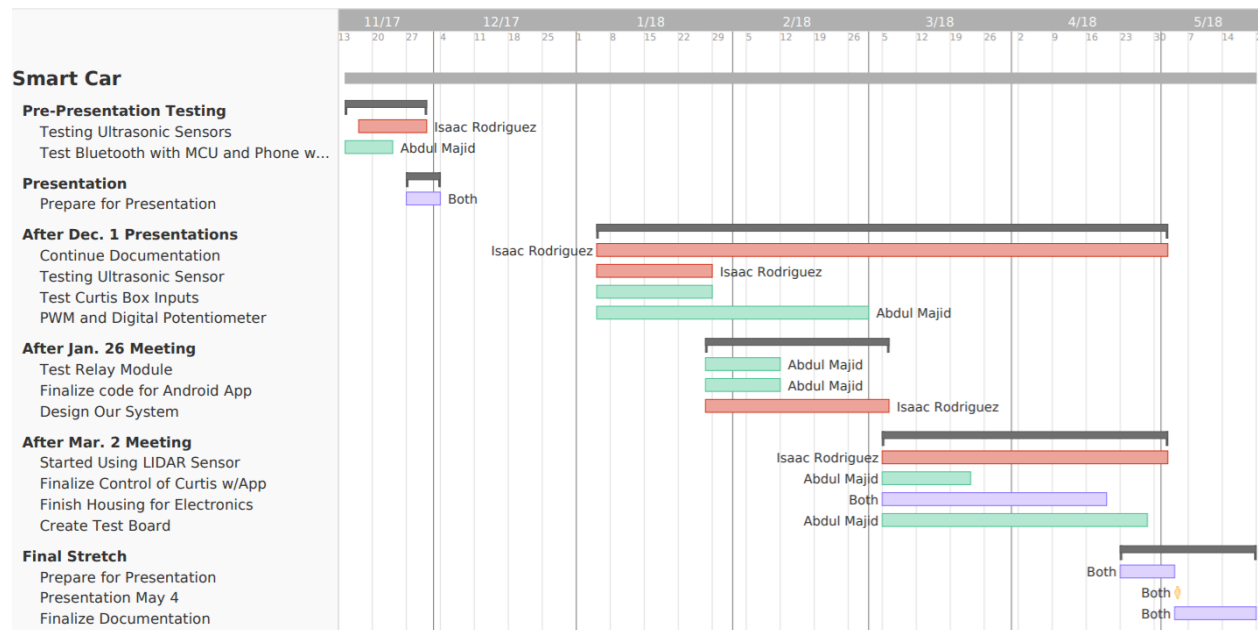 11/17 12/17 1/18 2/18 3/18 4/18 5/18
13 20 27 4 11 18 25 1 8 15 22 29 5 12 19 26 5 12 19 26 2 9 16 23 30 7 14
Smart Car
Pre-Presentation Testing
Testing Ultrasonic Sensors Isaac Rodriguez
Test Bluetooth with MCU and Phone w... Abdul Majid
Presentation
Prepare for Presentation Both
After Dec. 1 Presentations
Continue Documentation Isaac Rodriguez
Testing Ultrasonic Sensor Isaac Rodriguez
Test Curtis Box Inputs
PWM and Digital Potentiometer Abdul Majid
After Jan. 26 Meeting
Test Relay Module Abdul Majid
Finalize code for Android App Abdul Majid
Design Our System Isaac Rodriguez
After Mar. 2 Meeting
Started Using LIDAR Sensor Isaac Rodriguez
Finalize Control of Curtis w/App Abdul Majid
Finish Housing for Electronics Both
Create Test Board Abdul Majid
Final Stretch
Prepare for Presentation Both
Presentation May 4 Both
Finalize Documentation Both